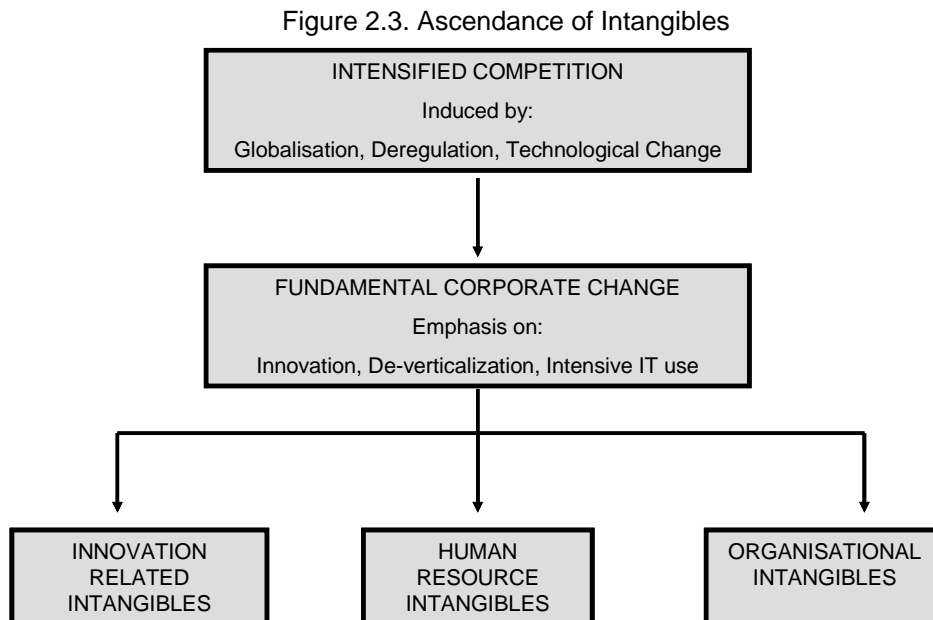 Figure 2.3. Ascendance of Intangibles
INTENSIFIED COMPETITION
Induced by:
Globalisation, Deregulation, Technological Change
FUNDAMENTAL CORPORATE CHANGE
Emphasis on:
Innovation, De-verticalization, Intensive IT use
INNOVATION
RELATED
INTANGIBLES
HUMAN
RESOURCE
INTANGIBLES
ORGANISATIONAL
INTANGIBLES